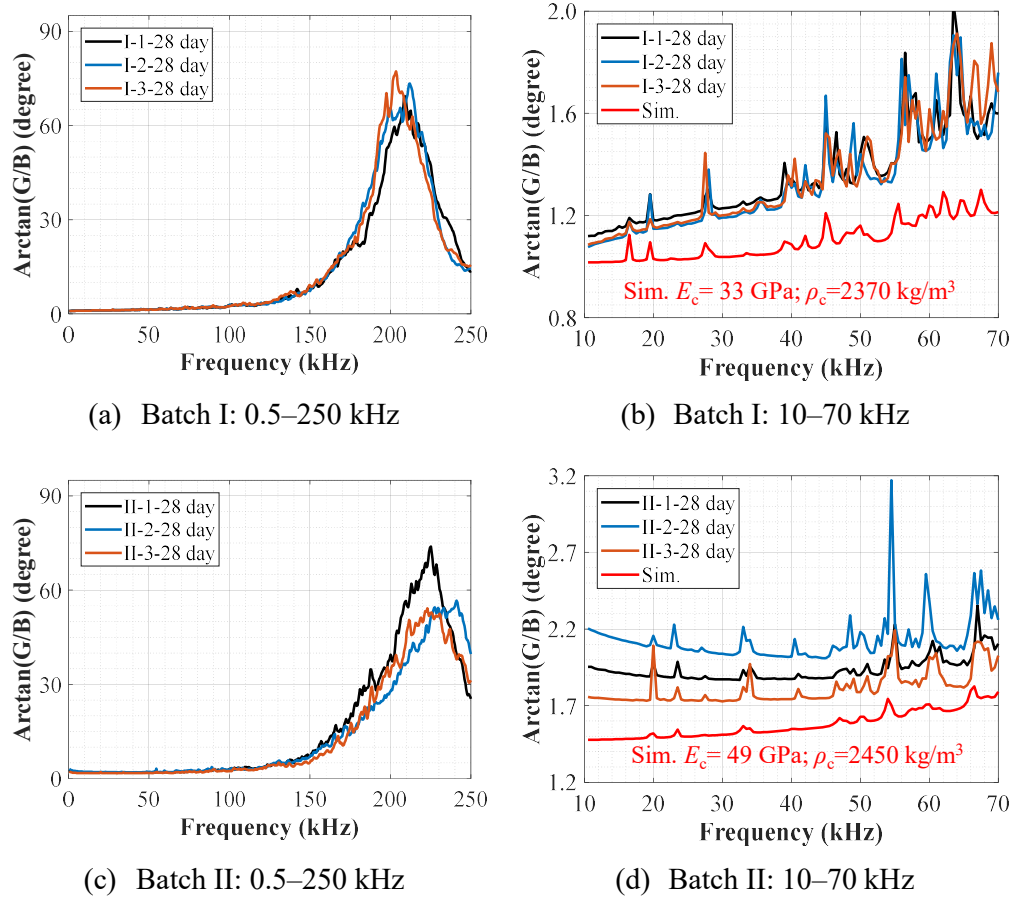 Arctan(G/B) (degree)
90
60
30
0
I-1-28 day
I-2-28 day
I-3-28 day
0 50 100 150 200 250
Frequency (kHz)
(a) Batch I: 0.5–250 kHz
Arctan(G/B) (degree)
2.0
1.6
1.2
0.8
I-1-28 day
I-2-28 day
I-3-28 day
Sim.
Sim. Ec= 33 GPa; ρc=2370 kg/m³
10 20 30 40 50 60 70
Frequency (kHz)
(b) Batch I: 10–70 kHz
Arctan(G/B) (degree)
90
60
30
0
II-1-28 day
II-2-28 day
II-3-28 day
0 50 100 150 200 250
Frequency (kHz)
(c) Batch II: 0.5–250 kHz
Arctan(G/B) (degree)
3.2
2.7
2.2
1.7
1.2
II-1-28 day
II-2-28 day
II-3-28 day
Sim.
Sim. Ec= 49 GPa; ρc=2450 kg/m³
10 20 30 40 50 60 70
Frequency (kHz)
(d) Batch II: 10–70 kHz